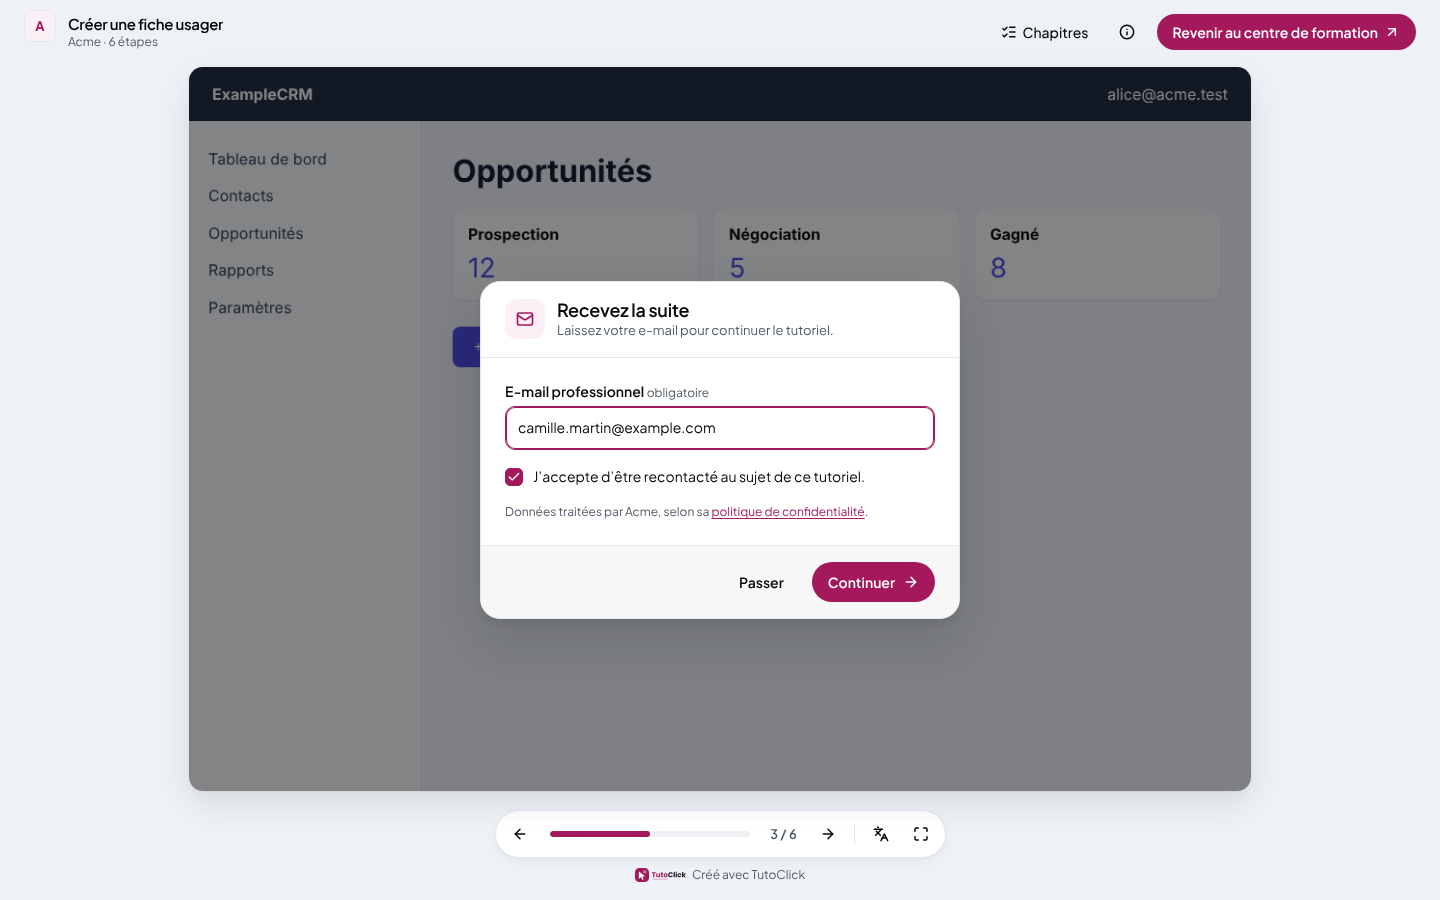 A
Créer une fiche usager
Acme · 6 étapes
Chapitres
Revenir au centre de formation
ExampleCRM
alice@acme.test
Tableau de bord
Contacts
Opportunités
Rapports
Paramètres
Opportunités
Prospection
12
Négociation
5
Gagné
8
+
Recevez la suite
Laissez votre e-mail pour continuer le tutoriel.
E-mail professionnel obligatoire
camille.martin@example.com
J’accepte d’être recontacté au sujet de ce tutoriel.
Données traitées par Acme, selon sa politique de confidentialité.
Passer
Continuer
3 / 6
TutoClick Créé avec TutoClick